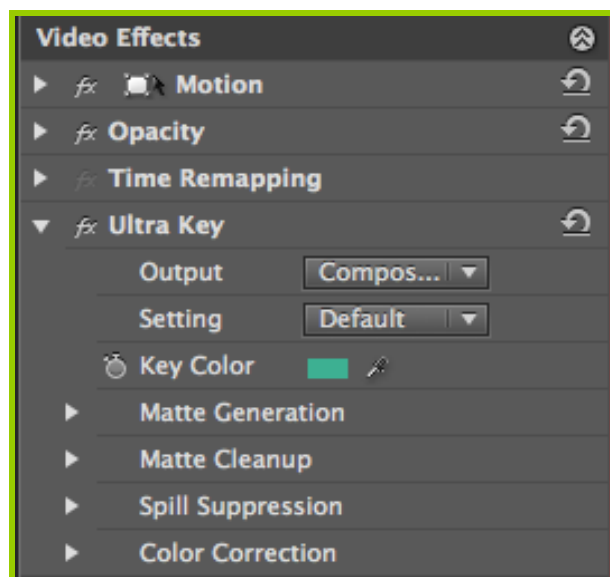 Video Effects
fx Motion
fx Opacity
fx Time Remapping
fx Ultra Key
Output Compos...
Setting Default
Key Color
Matte Generation
Matte Cleanup
Spill Suppression
Color Correction